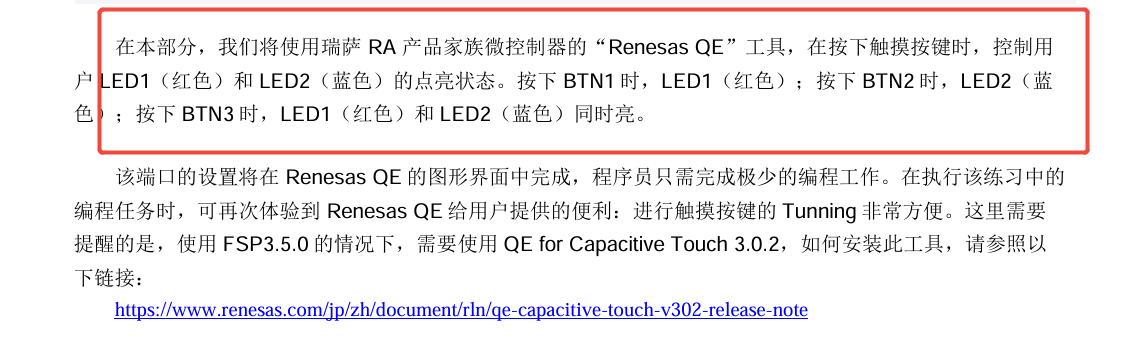 在本部分，我们将使用瑞萨 RA 产品家族微控制器的“Renesas QE”工具，在按下触摸按键时，控制用
户 LED1（红色）和 LED2（蓝色）的点亮状态。按下 BTN1 时，LED1（红色）；按下 BTN2 时，LED2（蓝
色）；按下 BTN3 时，LED1（红色）和 LED2（蓝色）同时亮。
该端口的设置将在 Renesas QE 的图形界面中完成，程序员只需完成极少的编程工作。在执行该练习中的
编程任务时，可再次体验到 Renesas QE 给用户提供的便利：进行触摸按键的 Tunning 非常方便。这里需要
提醒的是，使用 FSP3.5.0 的情况下，需要使用 QE for Capacitive Touch 3.0.2，如何安装此工具，请参照以
下链接：
https://www.renesas.com/jp/zh/document/rln/qe-capacitive-touch-v302-release-note